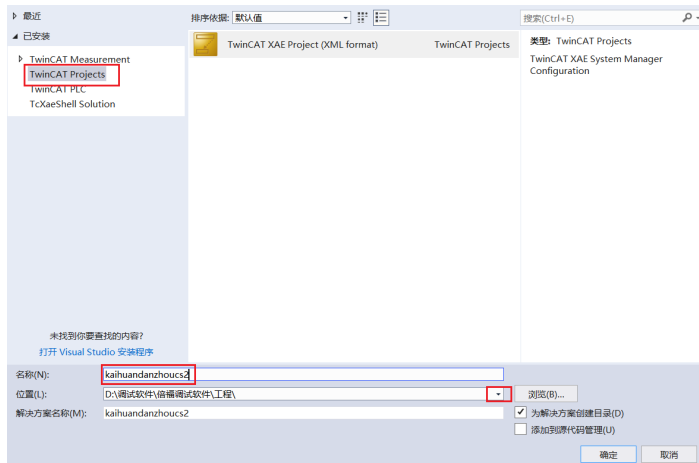 最近
排序依据: 默认值
搜索(Ctrl+E)
已安装
TwinCAT Measurement
TwinCAT Projects
TwinCAT PLC
TcXaeShell Solution
TwinCAT XAE Project (XML format)
TwinCAT Projects
类型: TwinCAT Projects
TwinCAT XAE System Manager
Configuration
未找到你要查找的内容?
打开 Visual Studio 安装程序
名称(N):
kaihuandanzhoucs2
位置(L):
D:\调试软件\倍福调试软件\工程\
浏览(B)...
解决方案名称(M):
kaihuandanzhoucs2
为解决方案创建目录(D)
添加到源代码管理(U)
确定
取消